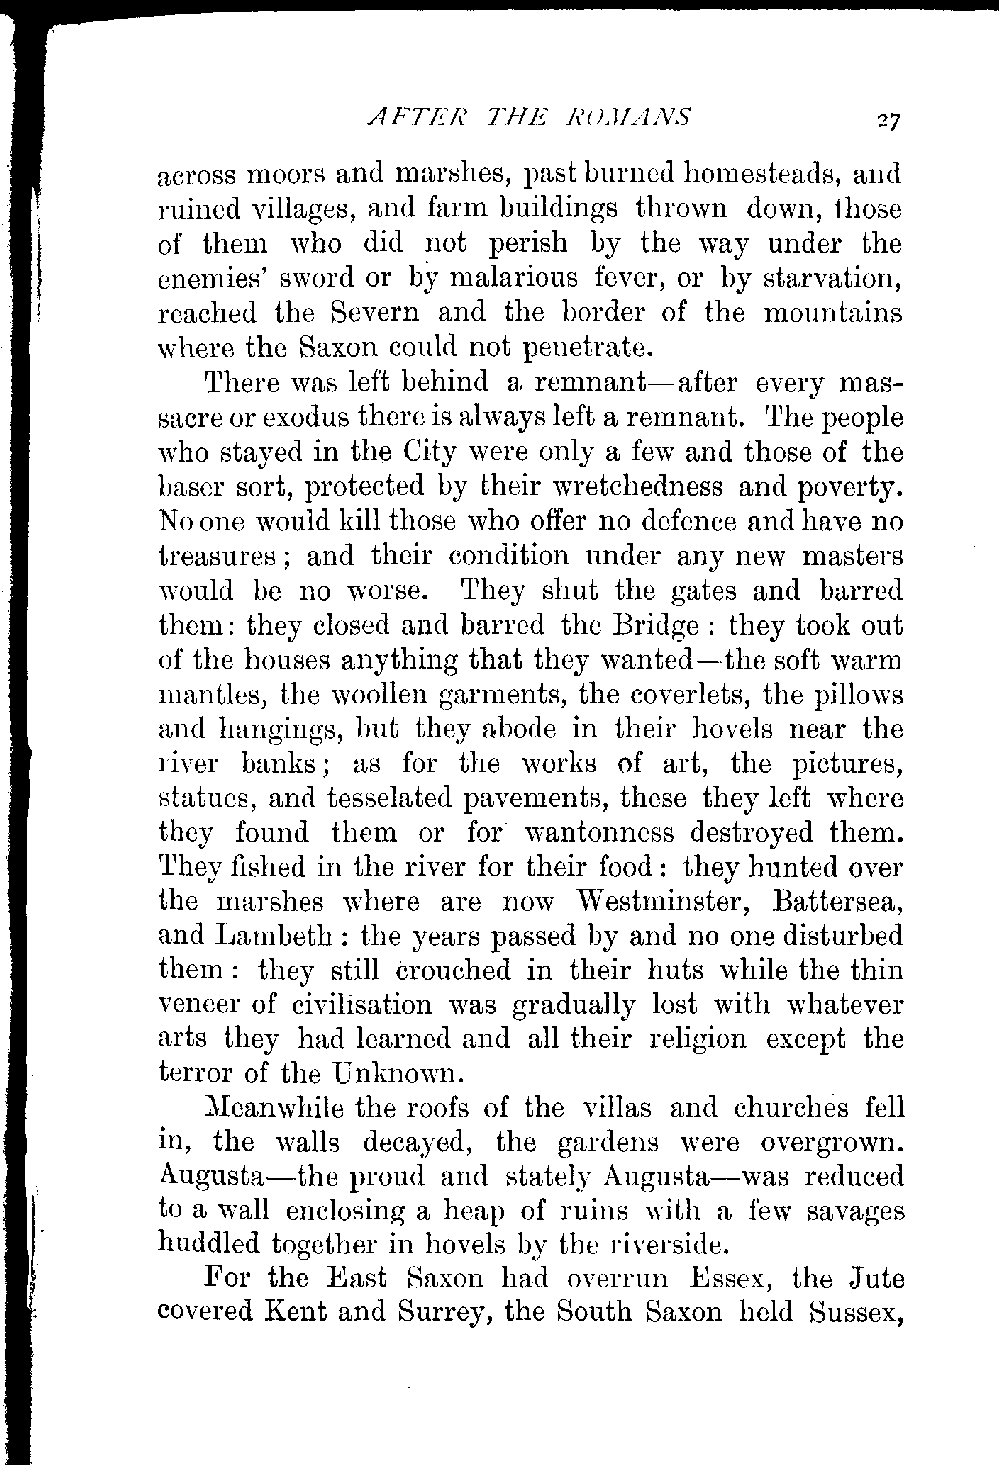 AFTER THE ROMANS 27
across moors and marshes, past burned homesteads, and
ruined villages, and farm buildings thrown down, those
of them who did not perish by the way under the
enemies' sword or by malarious fever, or by starvation,
reached the Severn and the border of the mountains
where the Saxon could not penetrate.
There was left behind a remnant—after every mas-
sacre or exodus there is always left a remnant. The people
who stayed in the City were only a few and those of the
baser sort, protected by their wretchedness and poverty.
No one would kill those who offer no defence and have no
treasures; and their condition under any new masters
would be no worse. They shut the gates and barred
them: they closed and barred the Bridge: they took out
of the houses anything that they wanted—the soft warm
mantles, the woollen garments, the coverlets, the pillows
and hangings, but they abode in their hovels near the
river banks; as for the works of art, the pictures,
statues, and tesselated pavements, these they left where
they found them or for wantonness destroyed them.
They fished in the river for their food: they hunted over
the marshes where are now Westminster, Battersea,
and Lambeth: the years passed by and no one disturbed
them: they still crouched in their huts while the thin
veneer of civilisation was gradually lost with whatever
arts they had learned and all their religion except the
terror of the Unknown.
Meanwhile the roofs of the villas and churches fell
in, the walls decayed, the gardens were overgrown.
Augusta—the proud and stately Augusta—was reduced
to a wall enclosing a heap of ruins with a few savages
huddled together in hovels by the riverside.
For the East Saxon had overrun Essex, the Jute
covered Kent and Surrey, the South Saxon held Sussex,